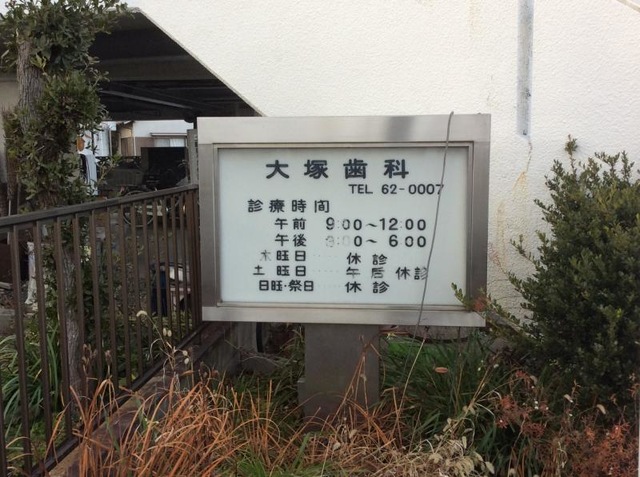 大塚歯科
TEL 62-0007
診療時間
午前 9:00〜12:00
午後 :00〜6:00
木旺日 休診
土旺日 午后休診
日旺・祭日 休診